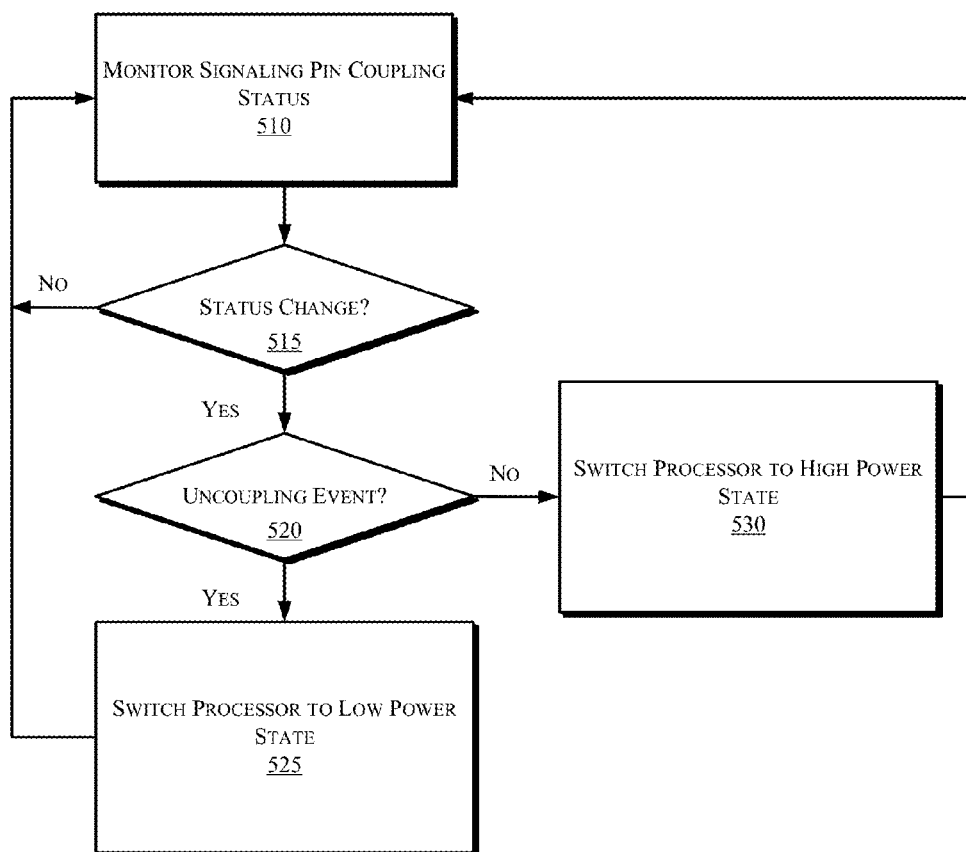 MONITOR SIGNALING PIN COUPLING
STATUS
510
NO
STATUS CHANGE?
515
YES
UNCOUPLING EVENT?
520
NO
SWITCH PROCESSOR TO HIGH POWER
STATE
530
YES
SWITCH PROCESSOR TO LOW POWER
STATE
525